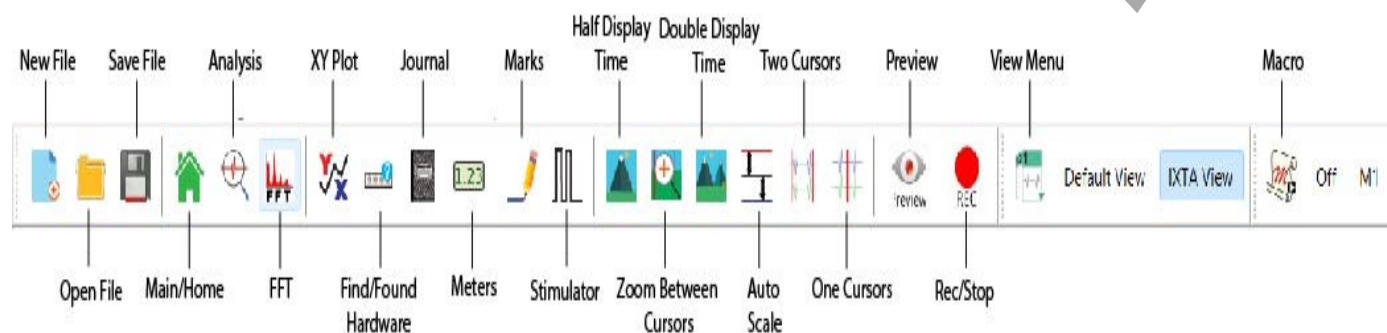 Half Display Double Display
New File Save File Analysis XY Plot Journal Marks Time Time Two Cursors Preview View Menu Macro
FFT
Y
X
1.23
Preview
REC
Default View IXTA View
Off M1
Open File Main/Home FFT Find/Found Meters Stimulator Zoom Between Auto One Cursors Rec/Stop
Hardware Cursors Scale